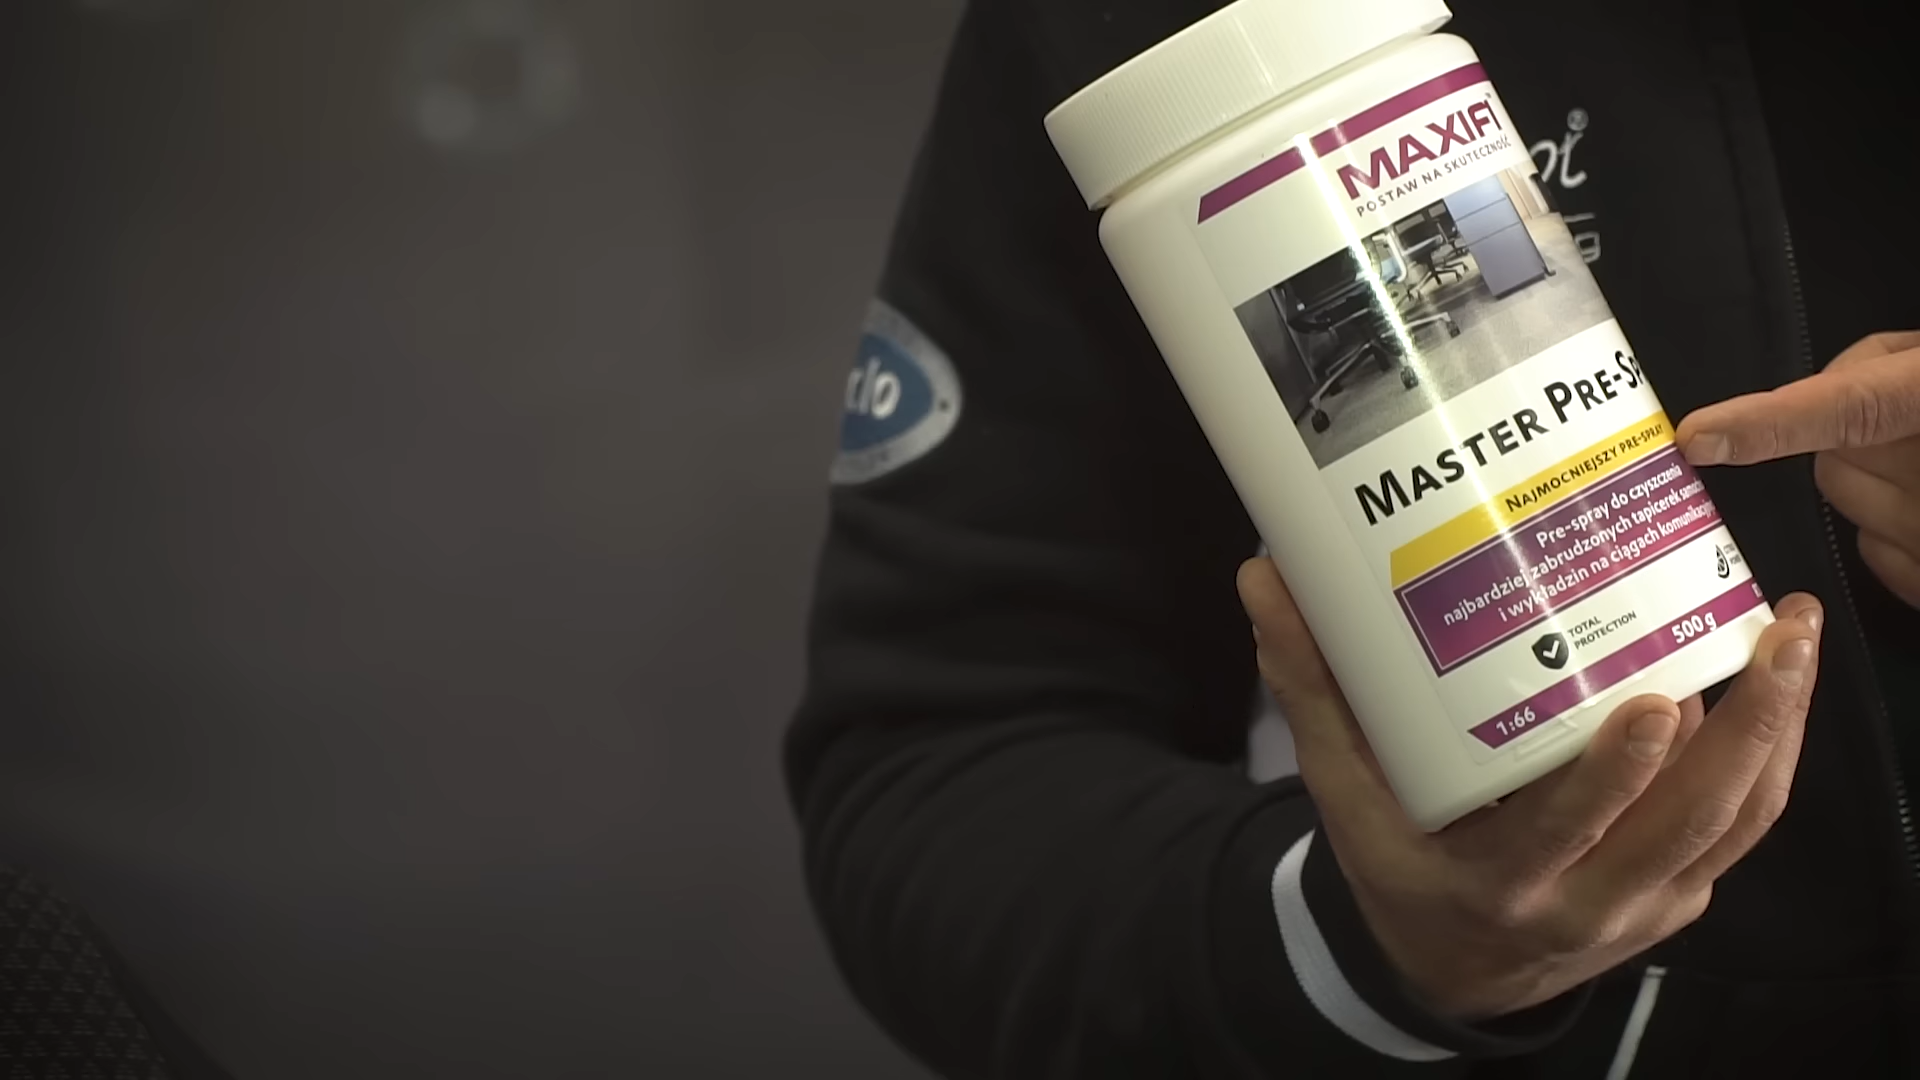 MAXIFI
POSTAW NA SKUTECZNOŚĆ
MASTER PRE-SP
NAJMOCNIEJSZY PRE-SPRAY
Pre-spray do czyszczenia
najbardziej zabrudzonych tapicerek
i wykładzin na ciągach
TOTAL
PROTECTION
500 g
1:66